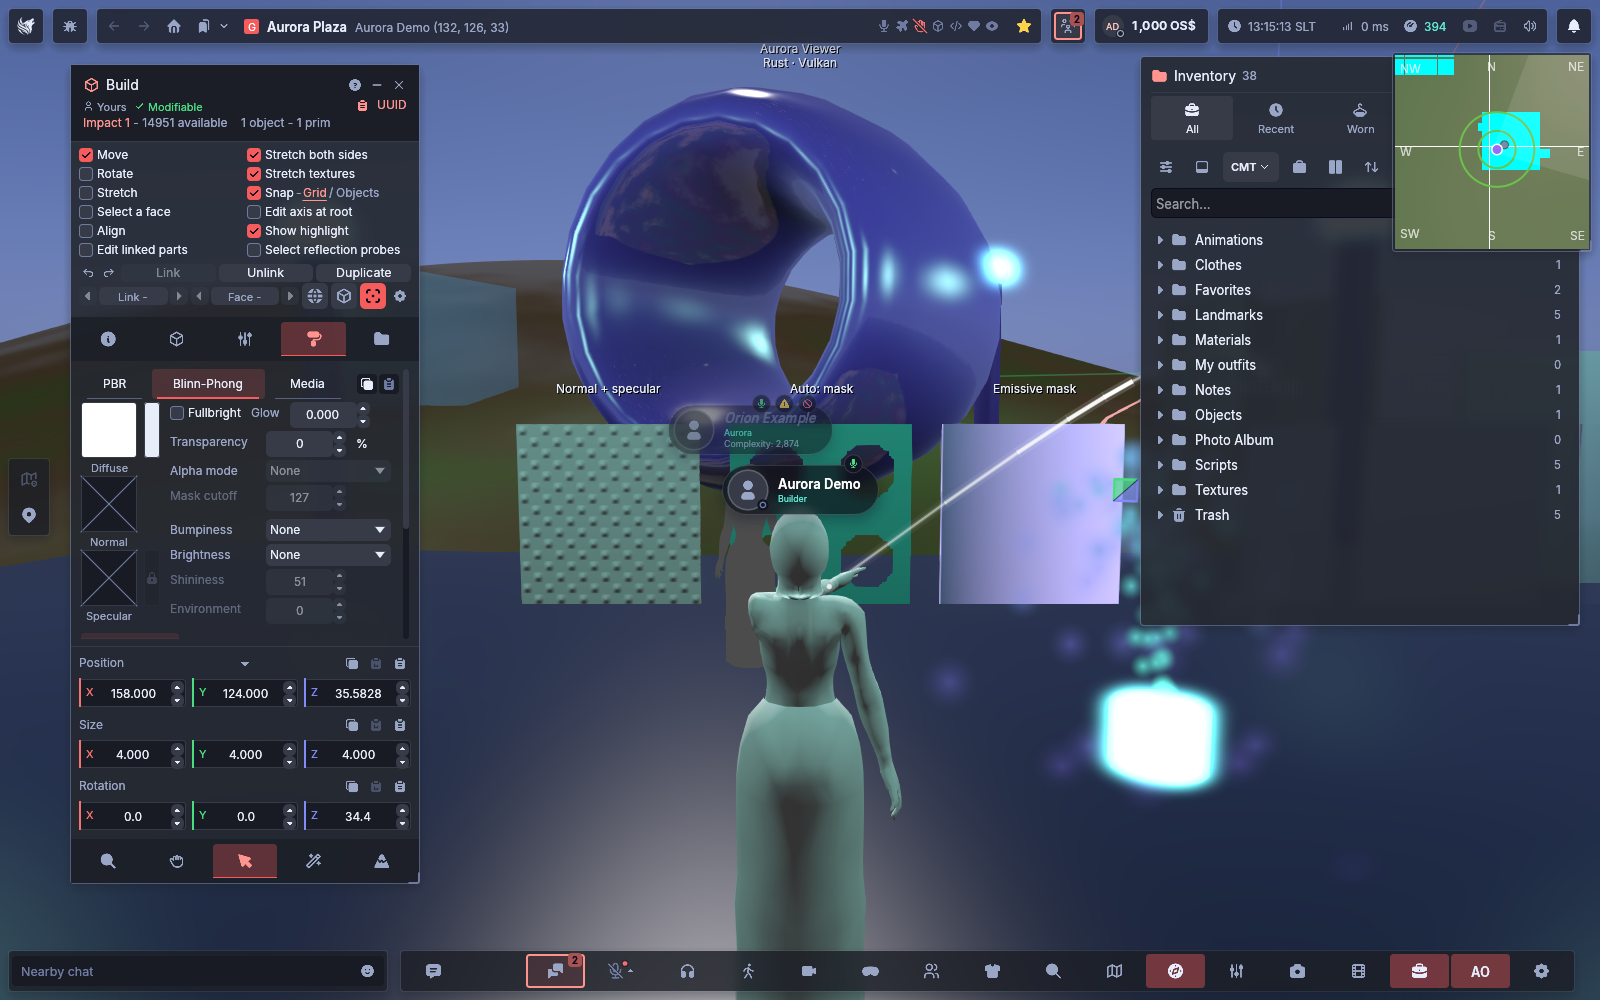 Aurora Plaza Aurora Demo (132, 126, 33)
2
AD 1,000 OS$
13:15:13 SLT
0 ms
394
Aurora Viewer
Rust · Vulkan
Build
Yours Modifiable
UUID
Impact 1 - 14951 available 1 object - 1 prim
Move
Stretch both sides
Rotate
Stretch textures
Stretch
Snap - Grid / Objects
Select a face
Edit axis at root
Align
Show highlight
Edit linked parts
Select reflection probes
Link
Unlink
Duplicate
Link -
Face -
PBR
Blinn-Phong
Media
Fullbright
Glow
0.000
Transparency
0
%
Diffuse
Alpha mode
None
Mask cutoff
127
Normal
Bumpiness
None
Brightness
None
Shininess
51
Environment
0
Specular
Position
X 158.000
Y 124.000
Z 35.5828
Size
X 4.000
Y 4.000
Z 4.000
Rotation
X 0.0
Y 0.0
Z 34.4
Normal + specular
Auto: mask
Emissive mask
Orion Example
Aurora
Complexity: 2,874
Aurora Demo
Builder
Inventory 38
All
Recent
Worn
CMT
Search...
Animations
Clothes 1
Favorites 2
Landmarks 5
Materials 1
My outfits 0
Notes 1
Objects 1
Photo Album 0
Scripts 5
Textures 1
Trash 5
NW
N
NE
W
E
SW
S
SE
Nearby chat
2
AO